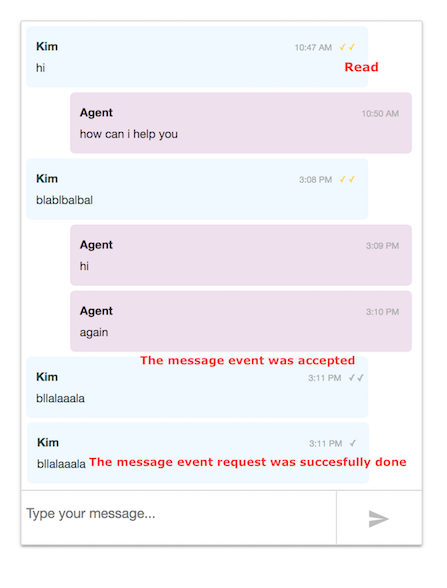 Kim 10:47 AM ✓✓
hi Read
Agent 10:50 AM
how can i help you
Kim 3:08 PM ✓✓
blablbalbal
Agent 3:09 PM
hi
Agent 3:10 PM
again
The message event was accepted
Kim 3:11 PM ✓✓
bllalaaala
Kim 3:11 PM ✓
bllalaaala The message event request was succesfully done
Type your message...